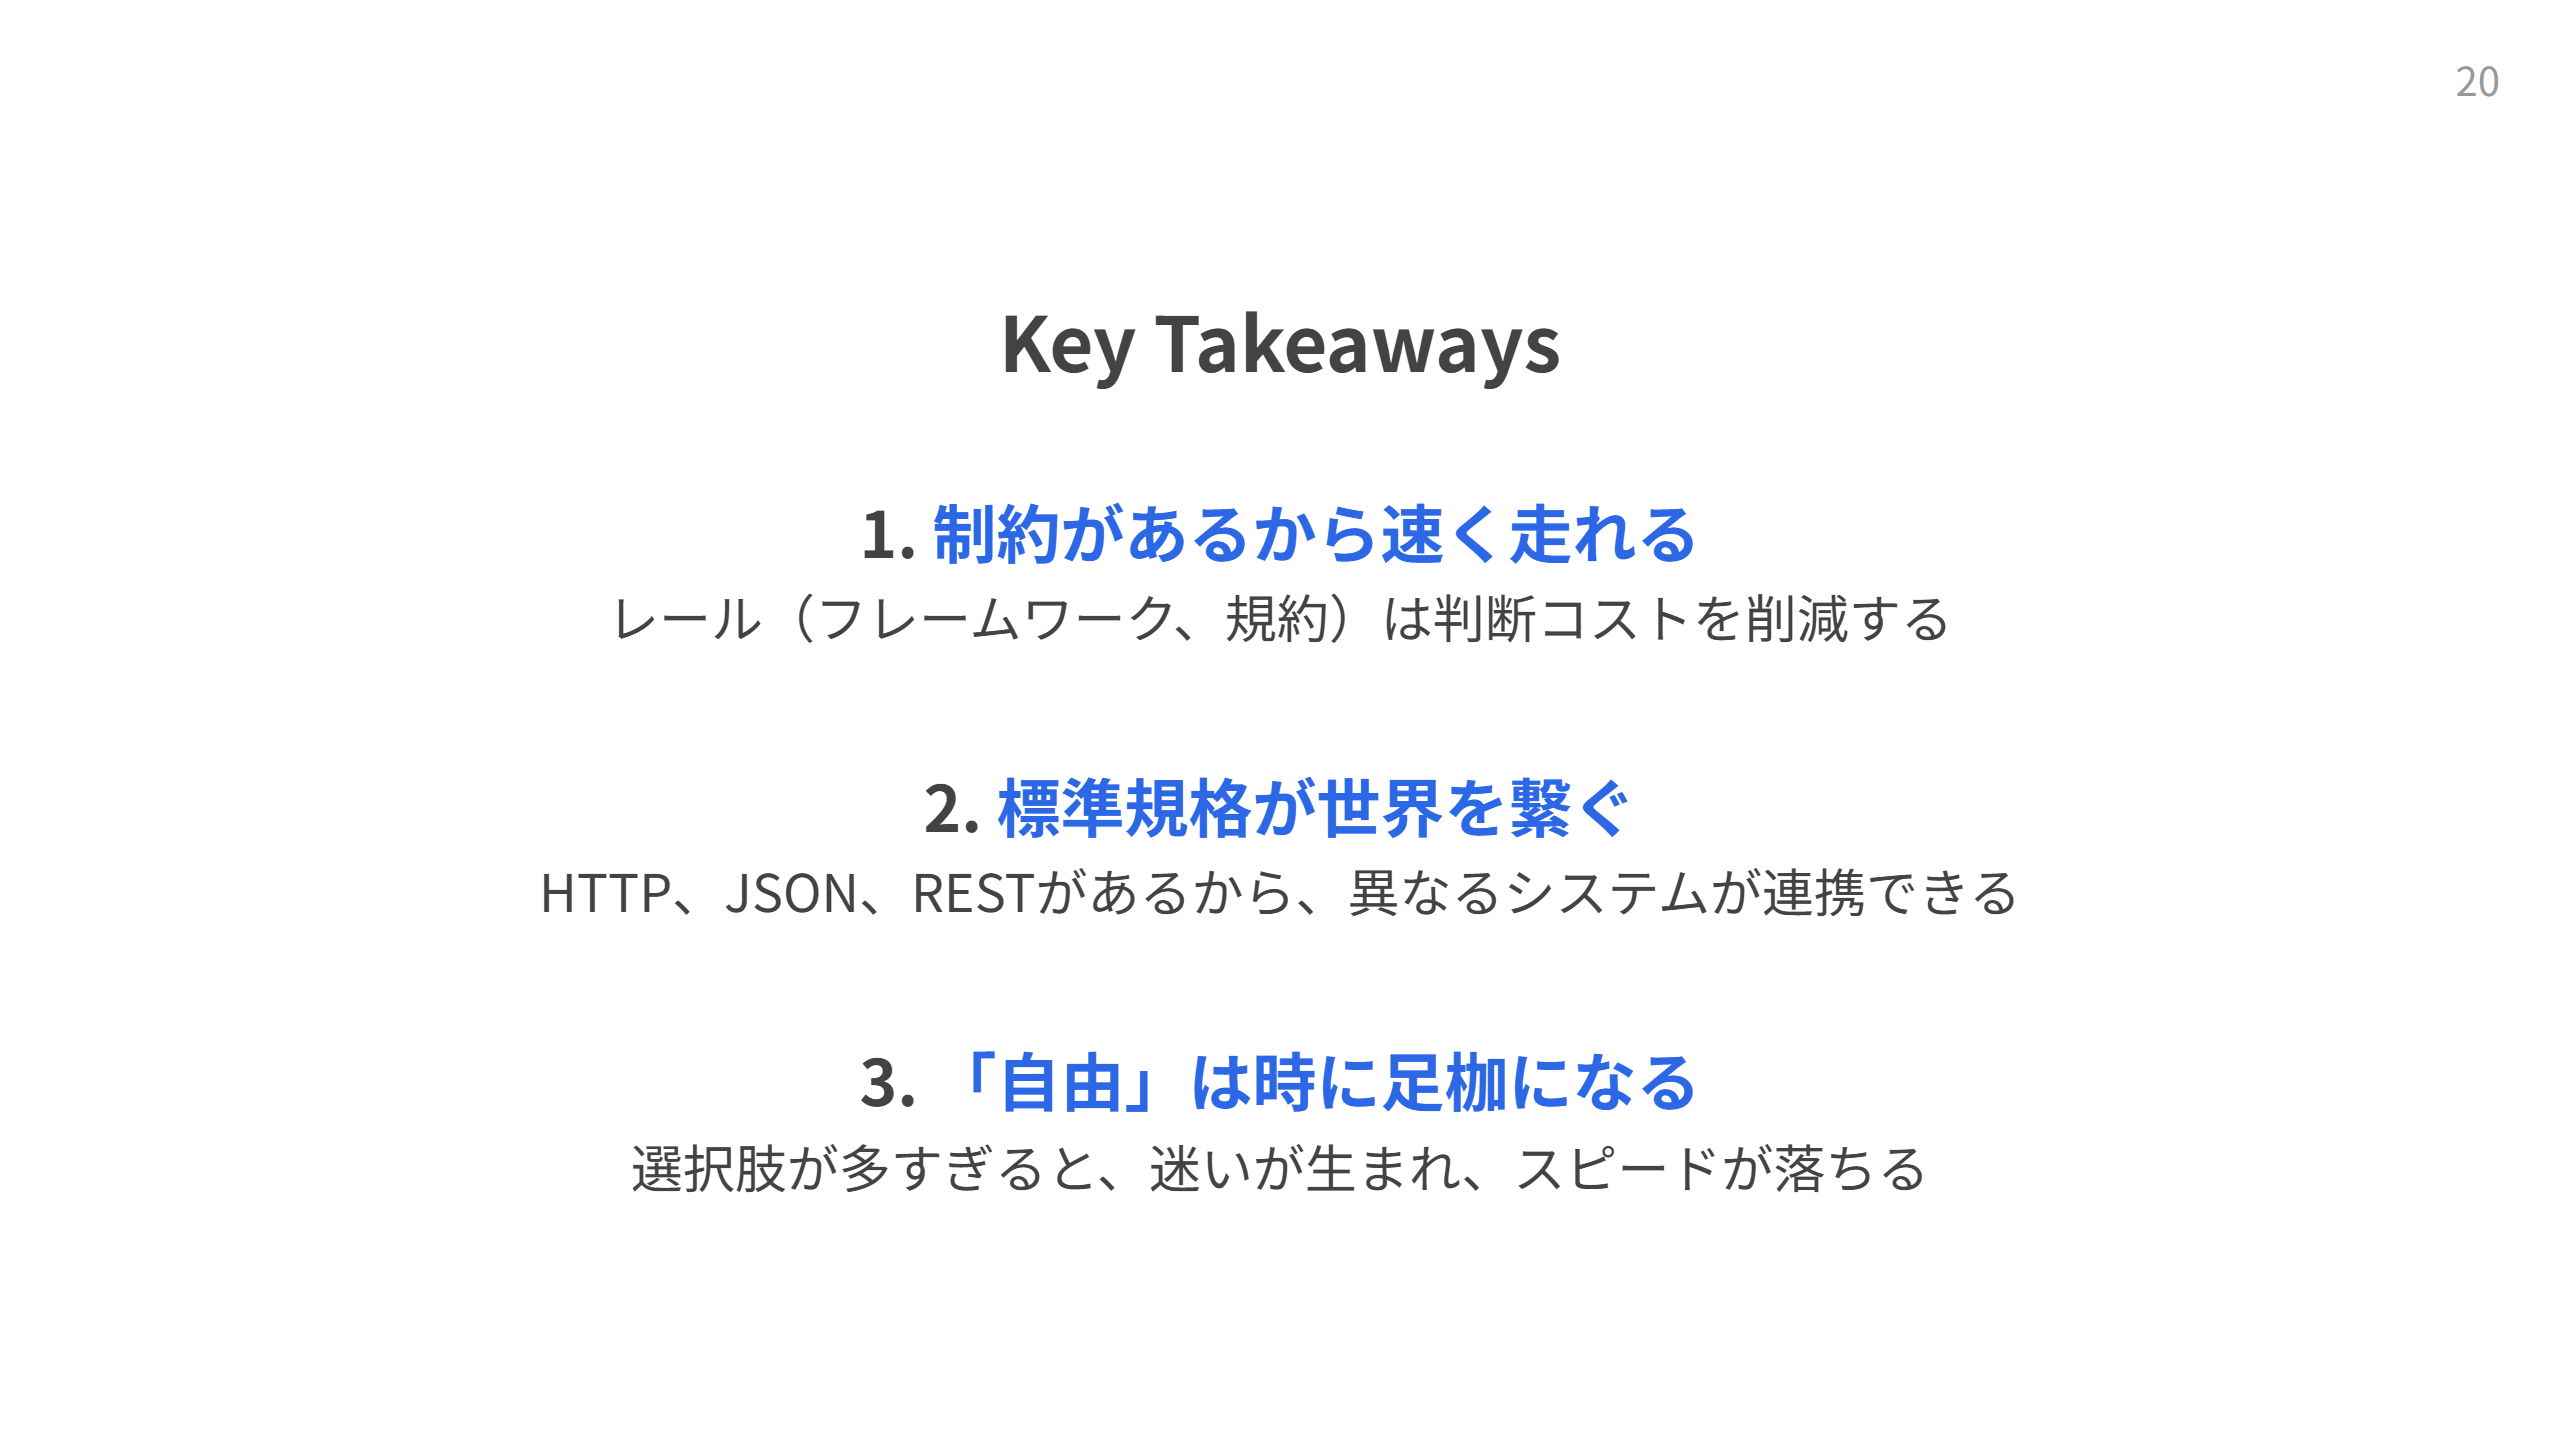 20
Key Takeaways
1. 制約があるから速く走れる
レール（フレームワーク、規約）は判断コストを削減する
2. 標準規格が世界を繋ぐ
HTTP、JSON、RESTがあるから、異なるシステムが連携できる
3. 「自由」は時に足枷になる
選択肢が多すぎると、迷いが生まれ、スピードが落ちる